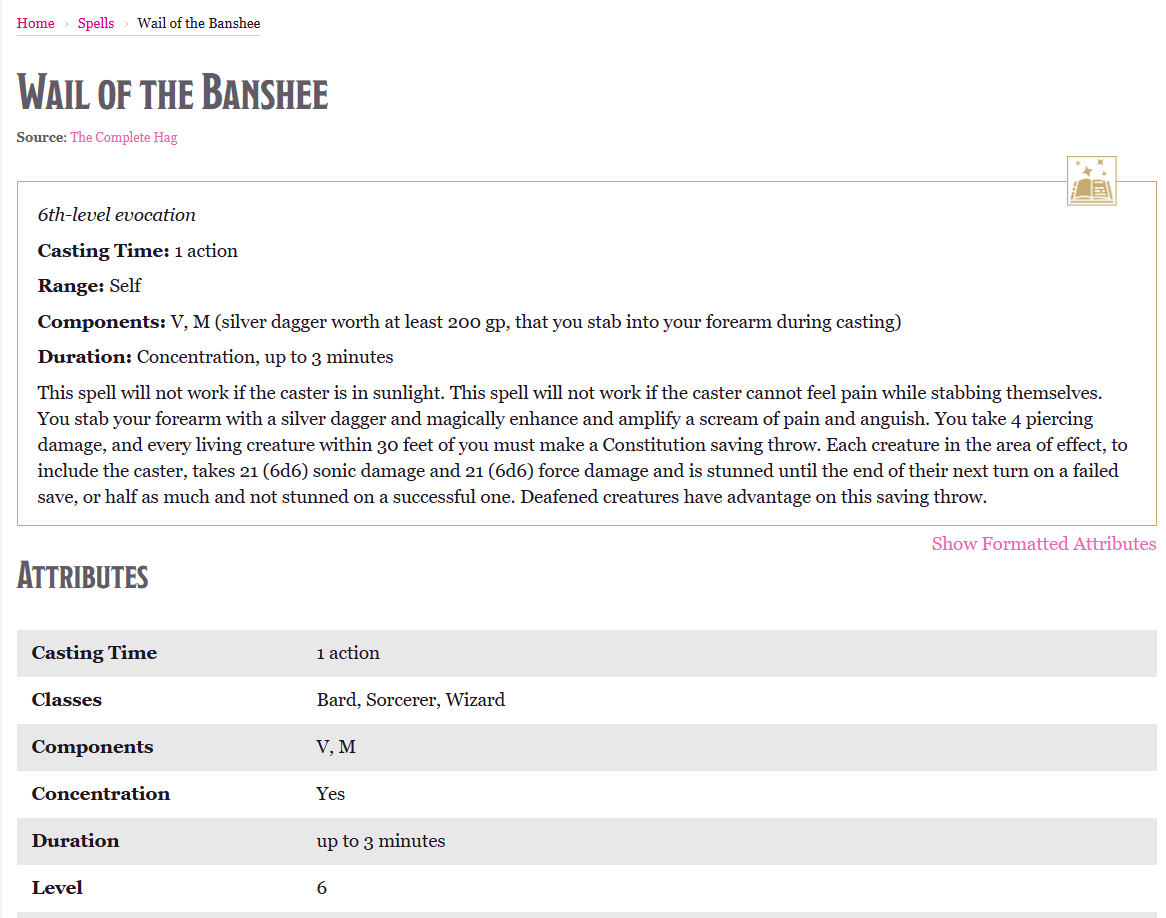 Home › Spells › Wail of the Banshee
Wail of the Banshee
Source: The Complete Hag
6th-level evocation
Casting Time: 1 action
Range: Self
Components: V, M (silver dagger worth at least 200 gp, that you stab into your forearm during casting)
Duration: Concentration, up to 3 minutes
This spell will not work if the caster is in sunlight. This spell will not work if the caster cannot feel pain while stabbing themselves.
You stab your forearm with a silver dagger and magically enhance and amplify a scream of pain and anguish. You take 4 piercing
damage, and every living creature within 30 feet of you must make a Constitution saving throw. Each creature in the area of effect, to
include the caster, takes 21 (6d6) sonic damage and 21 (6d6) force damage and is stunned until the end of their next turn on a failed
save, or half as much and not stunned on a successful one. Deafened creatures have advantage on this saving throw.
Show Formatted Attributes
Attributes
Casting Time 1 action
Classes Bard, Sorcerer, Wizard
Components V, M
Concentration Yes
Duration up to 3 minutes
Level 6